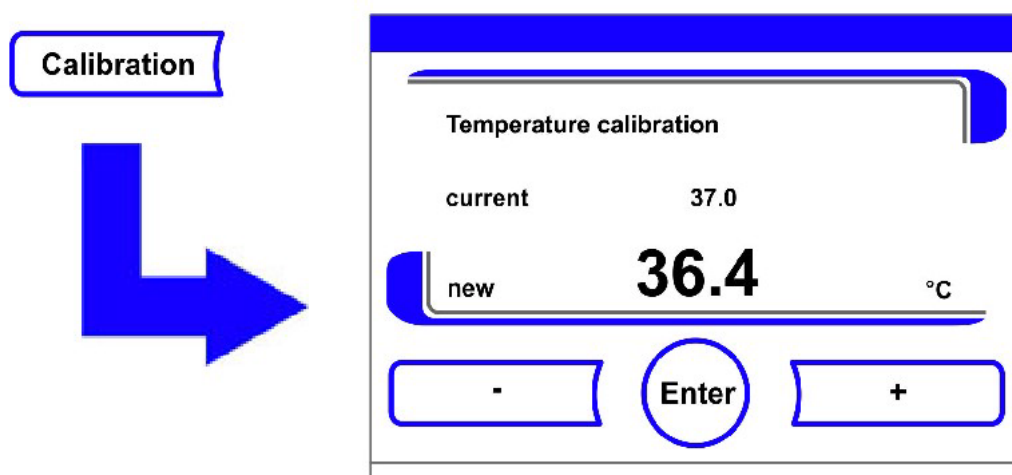 Calibration
Temperature calibration
current 37.0
new 36.4 °C
- Enter +